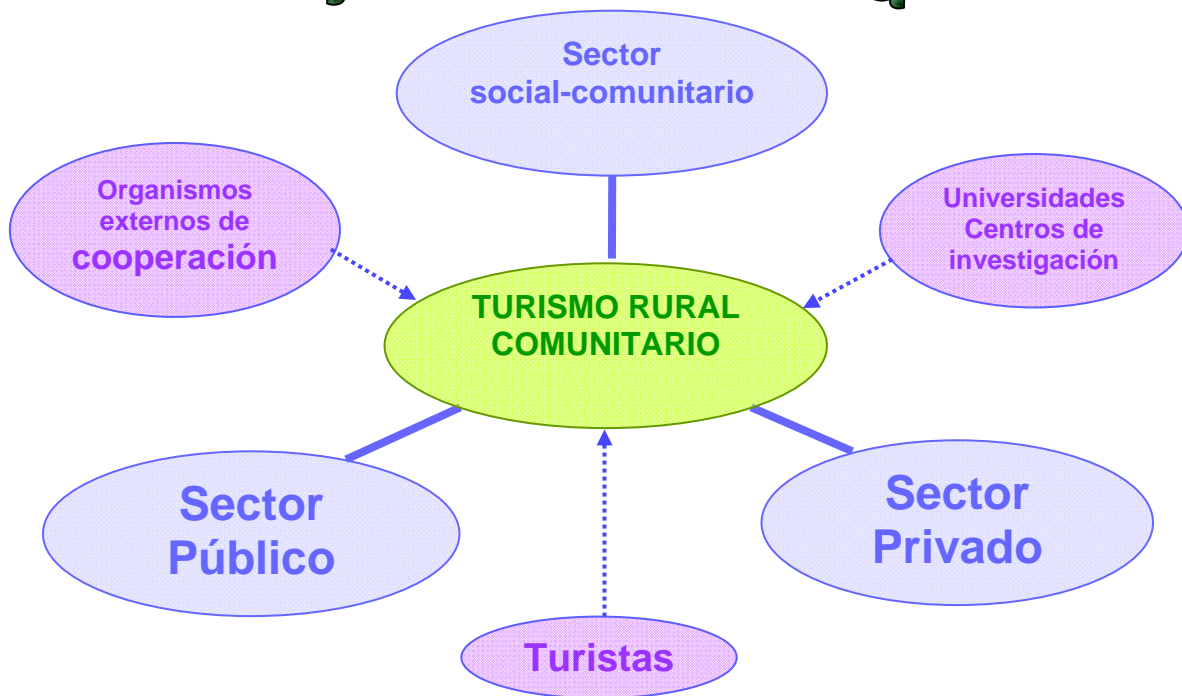 Sector
social-comunitario
Organismos
externos de
cooperación
Universidades
Centros de
investigación
TURISMO RURAL
COMUNITARIO
Sector
Público
Sector
Privado
Turistas